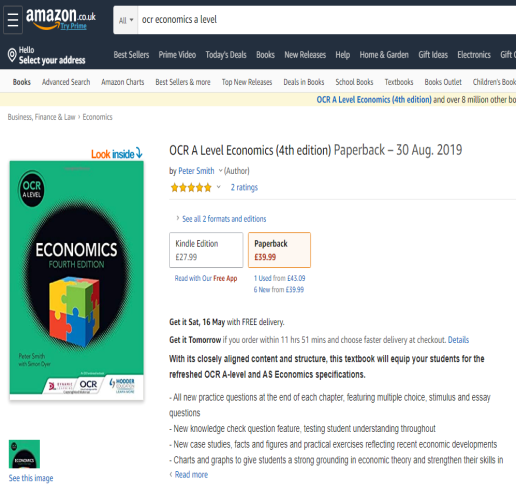 amazon.co.uk
Try Prime
All
ocr economics a level
Hello
Select your address
Best Sellers Prime Video Today's Deals Books New Releases Help Home & Garden Gift Ideas Electronics Gift C
Books Advanced Search Amazon Charts Best Sellers & more Top New Releases Deals in Books School Books Textbooks Books Outlet Children's Book
OCR A Level Economics (4th edition) and over 8 million other bo
Business, Finance & Law › Economics
Look inside
OCR A Level Economics (4th edition) Paperback – 30 Aug. 2019
by Peter Smith (Author)
2 ratings
See all 2 formats and editions
Kindle Edition
£27.99
Paperback
£39.99
Read with Our Free App
1 Used from £43.09
6 New from £39.99
OCR
A LEVEL
ECONOMICS
FOURTH EDITION
Peter Smith
with Simon Dyer
OCR
HODDER
EDUCATION
Get it Sat, 16 May with FREE delivery.
Get it Tomorrow if you order within 11 hrs 51 mins and choose faster delivery at checkout. Details
With its closely aligned content and structure, this textbook will equip your students for the
refreshed OCR A-level and AS Economics specifications.
- All new practice questions at the end of each chapter, featuring multiple choice, stimulus and essay
questions
- New knowledge check question feature, testing student understanding throughout
- New case studies, facts and figures and practical exercises reflecting recent economic developments
- Charts and graphs to give students a strong grounding in economic theory and strengthen their skills in
Read more
ECONOMICS
See this image